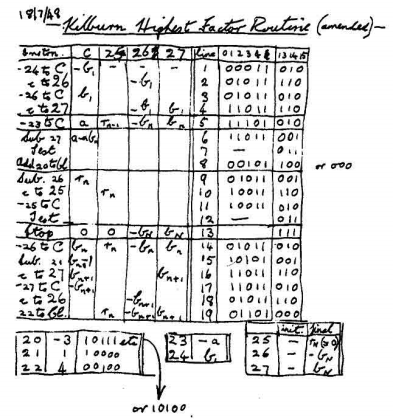 18/7/48
Kilburn Highest Factor Routine (amended)—
instn. C 25 26 27 line 0 1 2 3 4 13 14 15
-24 to C -b1 - - - 1 00011 010
c to 26 -b1 2 01011 110
-26 to C b1 3 01011 010
c to 27 -b1 b1 4 11011 110
-23 to C a rn-1 -bn bn 5 11101 010
Sub. 27 a-bn 6 11011 001
Test 7 — 011
Add 20 to bl. 8 00101 100 or 000
Sub. 26 rn 9 01011 001
c to 25 rn 10 10011 110
-25 to C 11 10011 010
Test 12 — 011
Stop 0 0 -bN bN 13 111
-26 to C bn rn -bn bn 14 01011 010
Sub. 21 bn+1 15 10101 001
c to 27 bn+1 bn+1 16 11011 110
-27 to C -bn+1 17 11011 010
c to 26 -bn+1 18 01011 110
22 to bl. rn -bn+1 bn+1 19 01101 000
20 -3 10111 etc
21 1 10000
22 4 00100
or 10100
23 -a
24 b1
init. final
25 — rN (=0)
26 — -bN
27 — bN